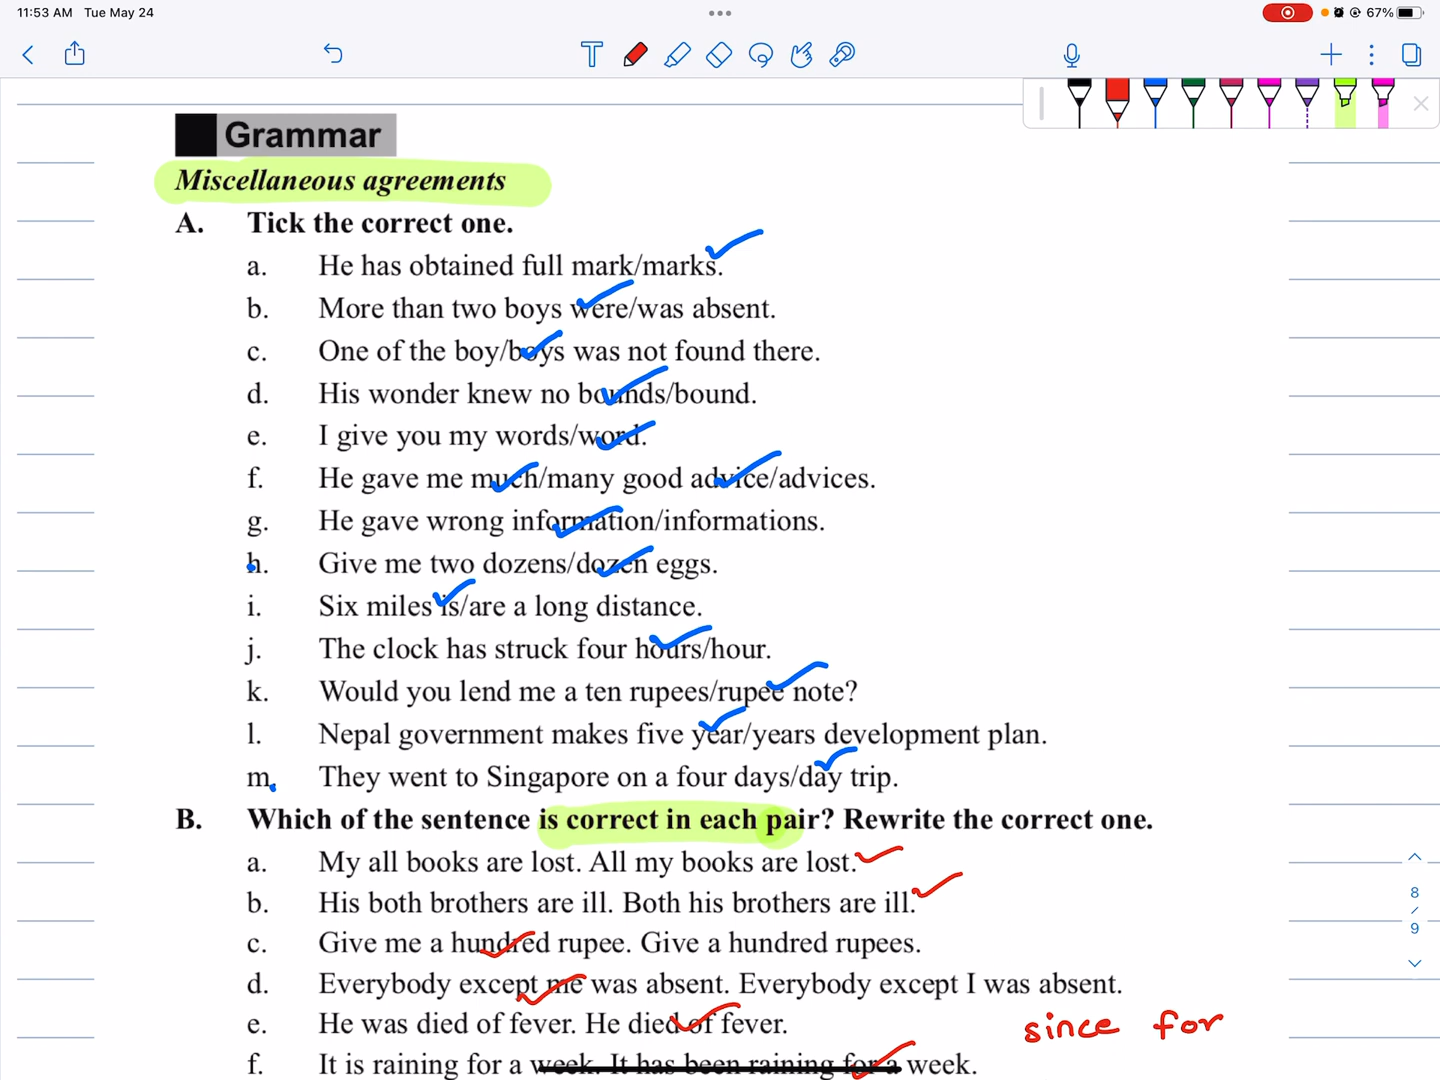 11:53 AM Tue May 24
67%
Grammar
Miscellaneous agreements
A. Tick the correct one.
a. He has obtained full mark/marks.
b. More than two boys were/was absent.
c. One of the boy/boys was not found there.
d. His wonder knew no bounds/bound.
e. I give you my words/word.
f. He gave me much/many good advice/advices.
g. He gave wrong information/informations.
h. Give me two dozens/dozen eggs.
i. Six miles is/are a long distance.
j. The clock has struck four hours/hour.
k. Would you lend me a ten rupees/rupee note?
l. Nepal government makes five year/years development plan.
m. They went to Singapore on a four days/day trip.
B. Which of the sentence is correct in each pair? Rewrite the correct one.
a. My all books are lost. All my books are lost.
b. His both brothers are ill. Both his brothers are ill.
c. Give me a hundred rupee. Give a hundred rupees.
d. Everybody except me was absent. Everybody except I was absent.
e. He was died of fever. He died of fever.
since for
f. It is raining for a week. It has been raining for a week.
8
/
9